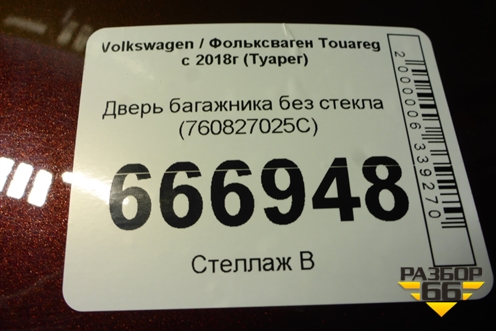 Volkswagen / Фольксваген Touareg
с 2018г (Туарег)
Дверь багажника без стекла
(760827025C)
666948
Стеллаж В
2000006339270
РАЗБОР
66